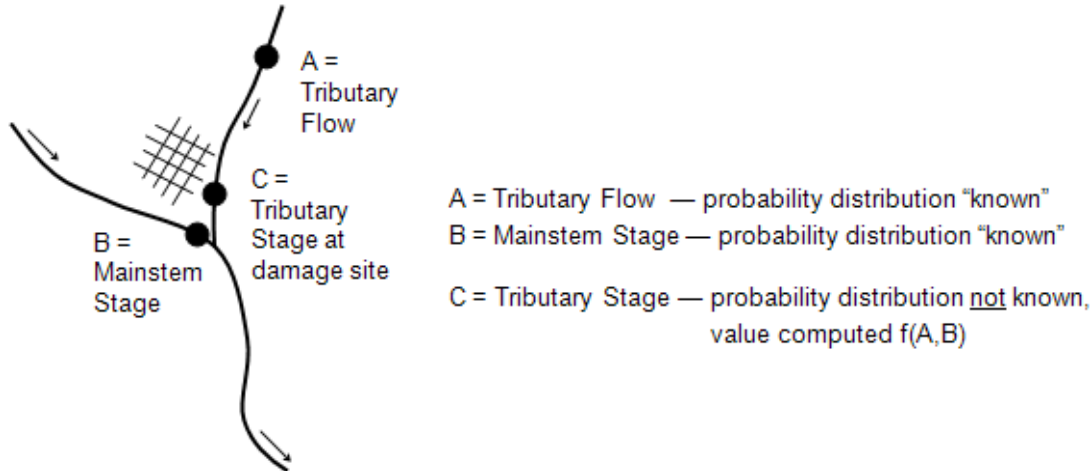 A =
Tributary
Flow
C =
Tributary
Stage at
damage site
B =
Mainstem
Stage
A = Tributary Flow — probability distribution “known”
B = Mainstem Stage — probability distribution “known”
C = Tributary Stage — probability distribution not known,
value computed f(A,B)